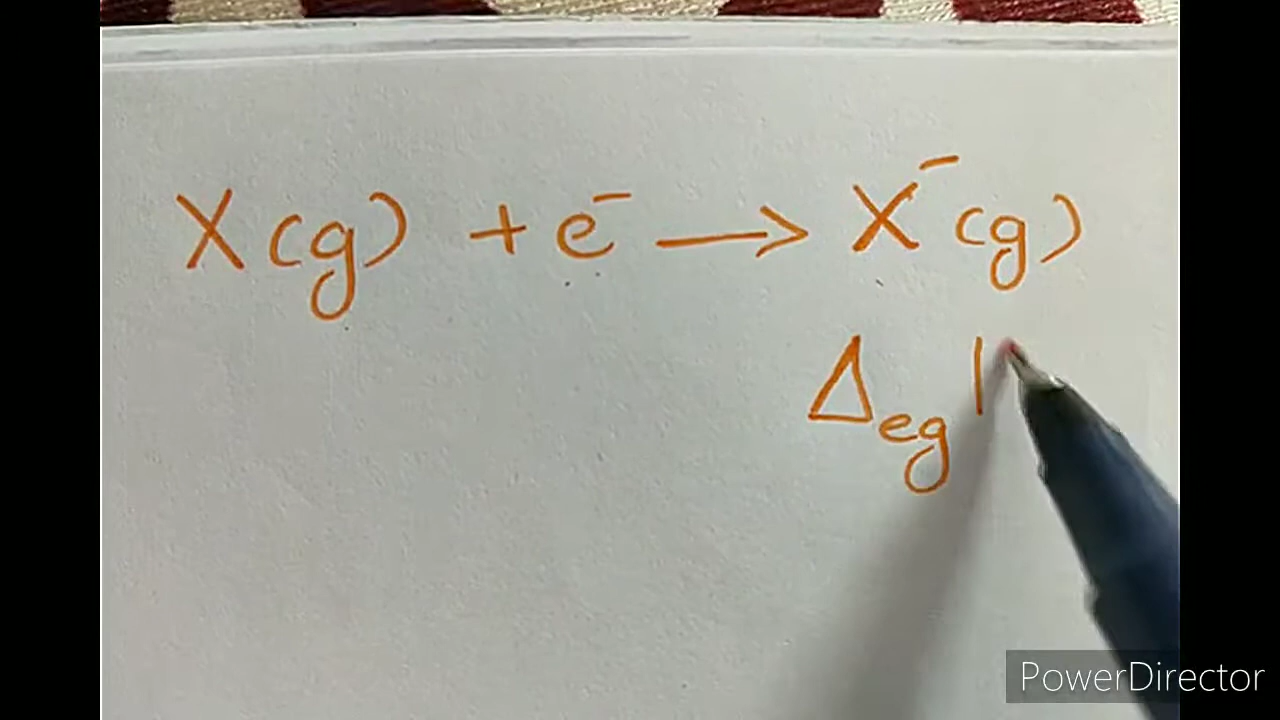 X(g) + e⁻ ⟶ X⁻(g)
Δeg
PowerDirector